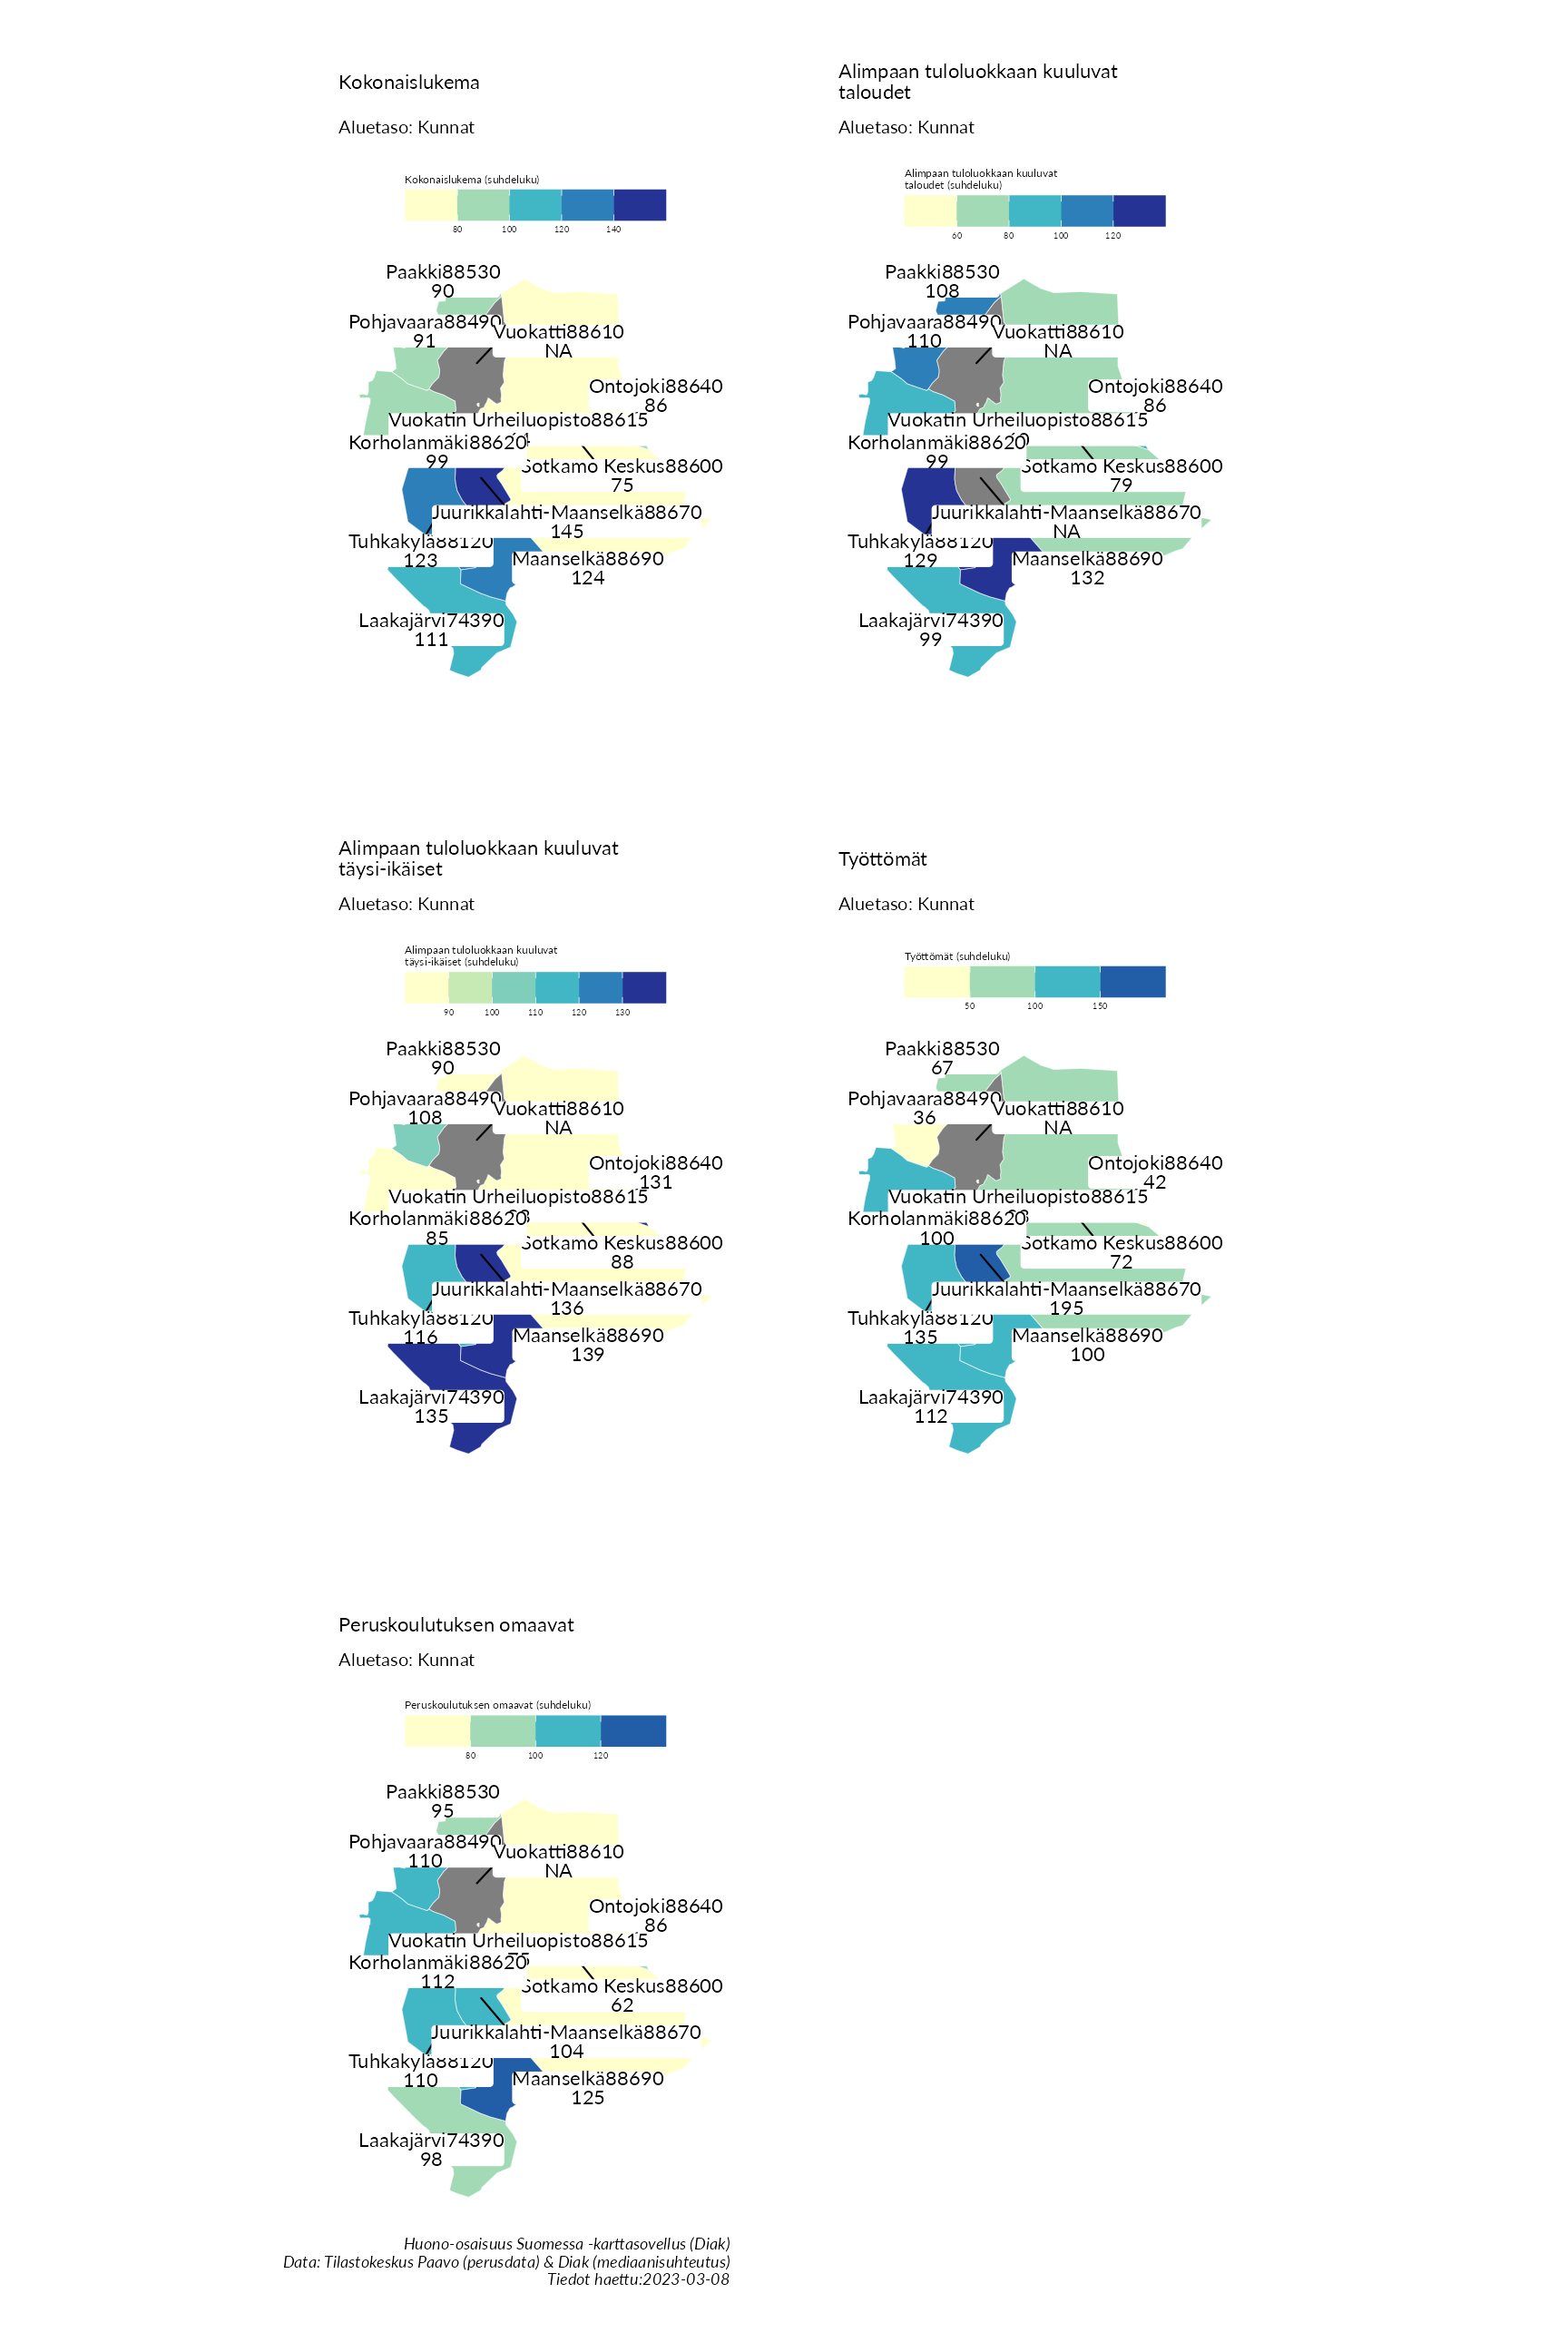 Kokonaislukema
Aluetaso: Kunnat
Kokonaislukema (suhdeluku)
80 100 120 140
Paakki88530
90
Pohjavaara88490
91
Vuokatti88610
NA
Ontojoki88640
86
Vuokatin Urheiluopisto88615
Korholanmäki88620
99
Sotkamo Keskus88600
75
Juurikkalahti-Maanselkä88670
145
Tuhkakylä88120
123
Maanselkä88690
124
Laakajärvi74390
111
Alimpaan tuloluokkaan kuuluvat
taloudet
Aluetaso: Kunnat
Alimpaan tuloluokkaan kuuluvat
taloudet (suhdeluku)
60 80 100 120
Paakki88530
108
Pohjavaara88490
110
Vuokatti88610
NA
Ontojoki88640
86
Vuokatin Urheiluopisto88615
Korholanmäki88620
99
Sotkamo Keskus88600
79
Juurikkalahti-Maanselkä88670
NA
Tuhkakylä88120
129
Maanselkä88690
132
Laakajärvi74390
99
Alimpaan tuloluokkaan kuuluvat
täysi-ikäiset
Aluetaso: Kunnat
Alimpaan tuloluokkaan kuuluvat
täysi-ikäiset (suhdeluku)
90 100 110 120 130
Paakki88530
90
Pohjavaara88490
108
Vuokatti88610
NA
Ontojoki88640
131
Vuokatin Urheiluopisto88615
Korholanmäki88620
85
Sotkamo Keskus88600
88
Juurikkalahti-Maanselkä88670
136
Tuhkakylä88120
116
Maanselkä88690
139
Laakajärvi74390
135
Työttömät
Aluetaso: Kunnat
Työttömät (suhdeluku)
50 100 150
Paakki88530
67
Pohjavaara88490
36
Vuokatti88610
NA
Ontojoki88640
42
Vuokatin Urheiluopisto88615
Korholanmäki88620
100
Sotkamo Keskus88600
72
Juurikkalahti-Maanselkä88670
195
Tuhkakylä88120
135
Maanselkä88690
100
Laakajärvi74390
112
Peruskoulutuksen omaavat
Aluetaso: Kunnat
Peruskoulutuksen omaavat (suhdeluku)
80 100 120
Paakki88530
95
Pohjavaara88490
110
Vuokatti88610
NA
Ontojoki88640
86
Vuokatin Urheiluopisto88615
Korholanmäki88620
112
Sotkamo Keskus88600
62
Juurikkalahti-Maanselkä88670
104
Tuhkakylä88120
110
Maanselkä88690
125
Laakajärvi74390
98
Huono-osaisuus Suomessa -karttasovellus (Diak)
Data: Tilastokeskus Paavo (perusdata) & Diak (mediaanisuhteutus)
Tiedot haettu:2023-03-08